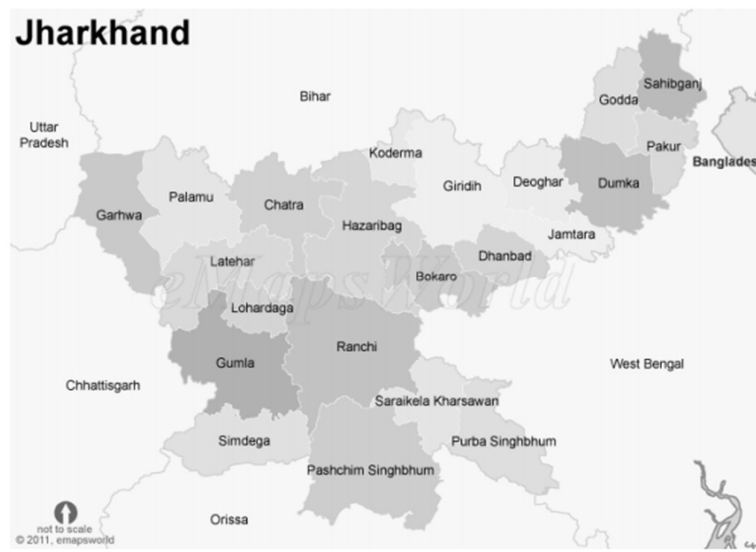 Jharkhand
Bihar
Uttar
Pradesh
Sahibganj
Godda
Pakur
Banglades
Koderma
Giridih
Deoghar
Dumka
Palamu
Garhwa
Chatra
Hazaribag
Jamtara
Dhanbad
Latehar
Bokaro
eMapsWorld
Lohardaga
Ranchi
Gumla
West Bengal
Chhattisgarh
Saraikela Kharsawan
Simdega
Purba Singhbhum
Pashchim Singhbhum
Orissa
not to scale
© 2011, emapsworld